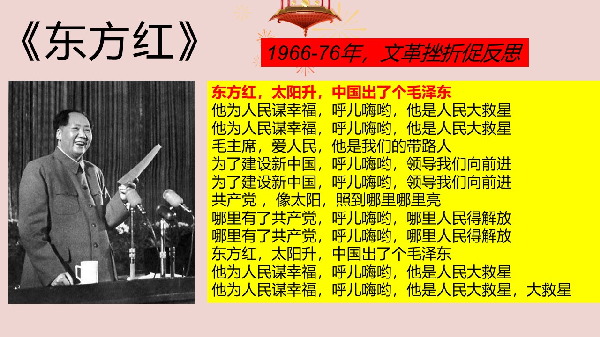 《东方红》
1966-76年，文革挫折促反思
东方红，太阳升，中国出了个毛泽东
他为人民谋幸福，呼儿嗨哟，他是人民大救星
他为人民谋幸福，呼儿嗨哟，他是人民大救星
毛主席，爱人民，他是我们的带路人
为了建设新中国，呼儿嗨哟，领导我们向前进
为了建设新中国，呼儿嗨哟，领导我们向前进
共产党 ，像太阳，照到哪里哪里亮
哪里有了共产党，呼儿嗨哟，哪里人民得解放
哪里有了共产党，呼儿嗨哟，哪里人民得解放
东方红，太阳升，中国出了个毛泽东
他为人民谋幸福，呼儿嗨哟，他是人民大救星
他为人民谋幸福，呼儿嗨哟，他是人民大救星，大救星